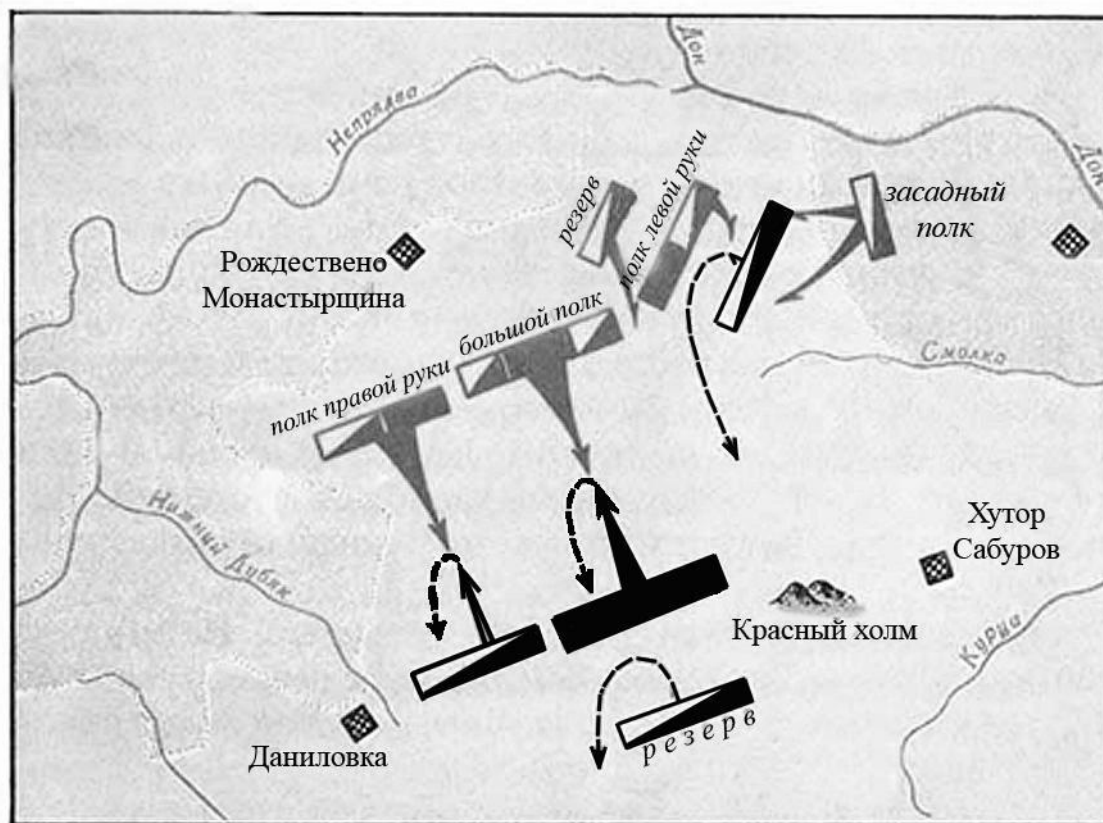 Дон
Непрядва
Дон
резерв
полк левой руки
засадный
полк
Рождествено
Монастырщина
большой полк
Смолка
полк правой руки
Нижний Дубяк
Хутор
Сабуров
Красный холм
Курца
резерв
Даниловка